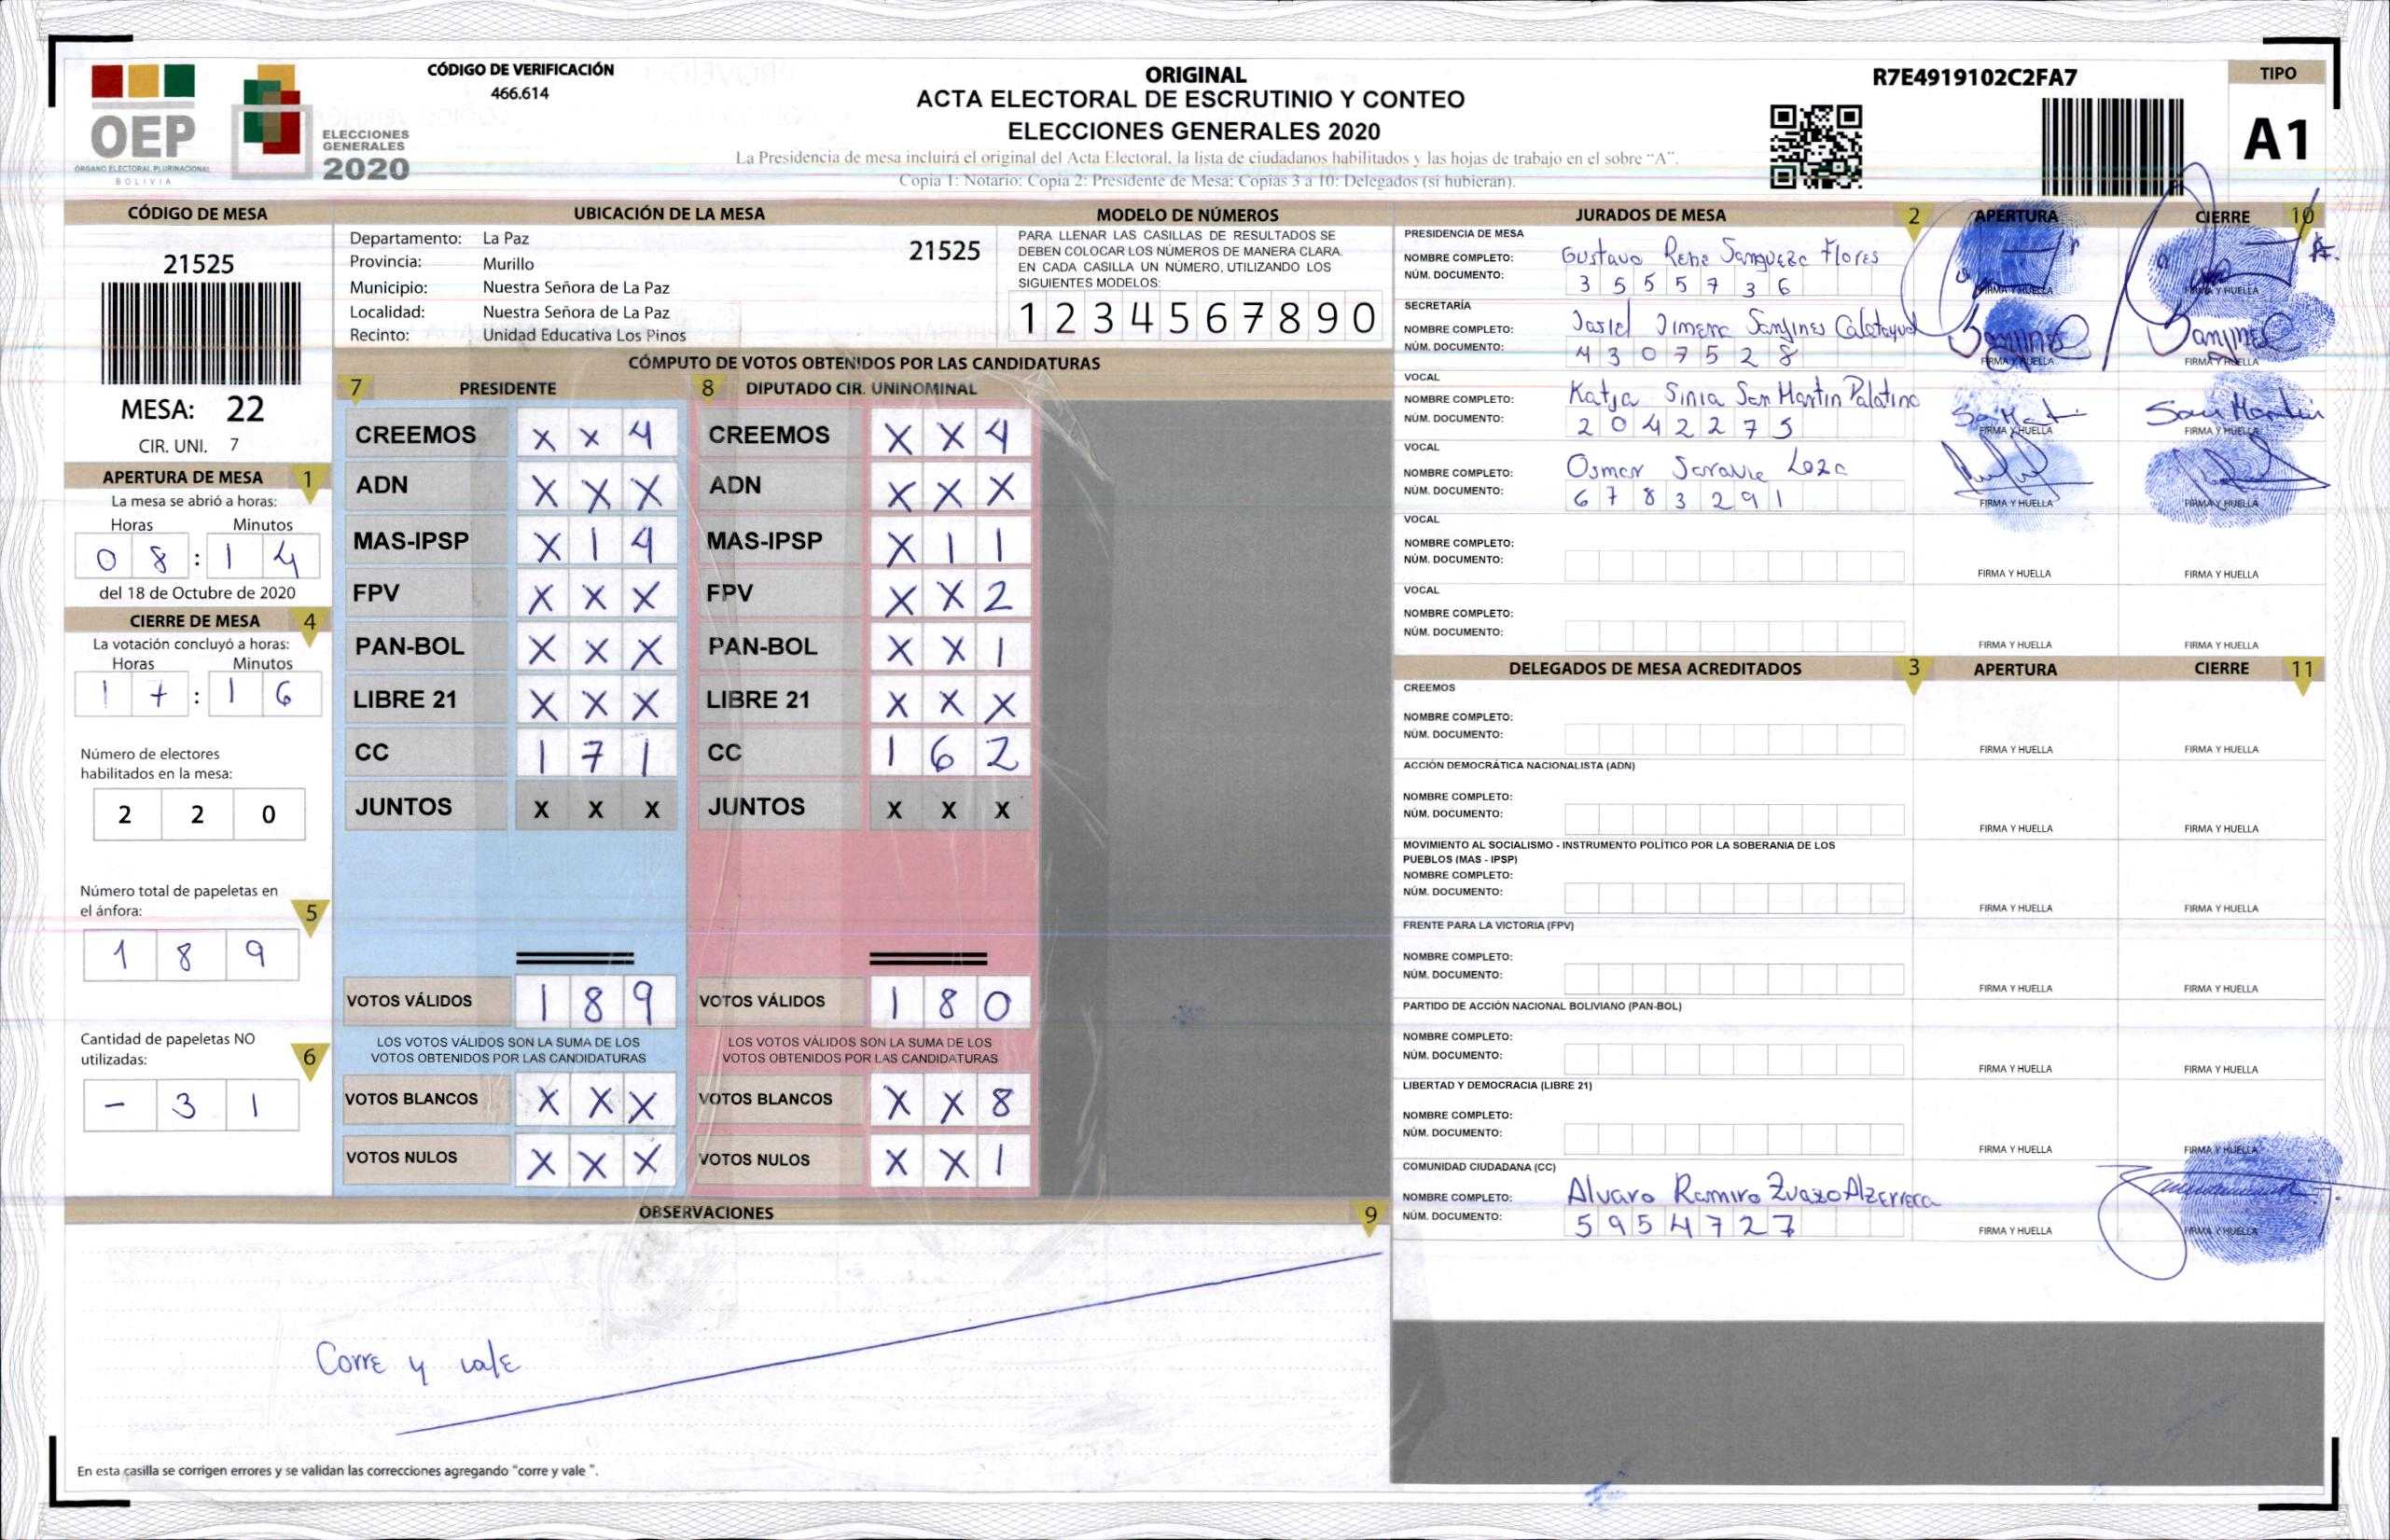 CÓDIGO DE VERIFICACIÓN
466.614
OEP
ÓRGANO ELECTORAL PLURINACIONAL
BOLIVIA
ELECCIONES
GENERALES
2020
ORIGINAL
ACTA ELECTORAL DE ESCRUTINIO Y CONTEO
ELECCIONES GENERALES 2020
La Presidencia de mesa incluirá el original del Acta Electoral, la lista de ciudadanos habilitados y las hojas de trabajo en el sobre “A”.
Copia 1: Notario; Copia 2: Presidente de Mesa; Copias 3 a 10: Delegados (si hubieran).
R7E4919102C2FA7
TIPO
A1
CÓDIGO DE MESA
21525
MESA: 22
CIR. UNI. 7
APERTURA DE MESA 1
La mesa se abrió a horas:
Horas Minutos
0 8 : 1 4
del 18 de Octubre de 2020
CIERRE DE MESA 4
La votación concluyó a horas:
Horas Minutos
1 7 : 1 6
Número de electores
habilitados en la mesa:
2 2 0
Número total de papeletas en
el ánfora: 5
1 8 9
Cantidad de papeletas NO
utilizadas: 6
– 3 1
UBICACIÓN DE LA MESA
Departamento: La Paz
21525
Provincia: Murillo
Municipio: Nuestra Señora de La Paz
Localidad: Nuestra Señora de La Paz
Recinto: Unidad Educativa Los Pinos
MODELO DE NÚMEROS
PARA LLENAR LAS CASILLAS DE RESULTADOS SE
DEBEN COLOCAR LOS NÚMEROS DE MANERA CLARA.
EN CADA CASILLA UN NÚMERO, UTILIZANDO LOS
SIGUIENTES MODELOS:
1 2 3 4 5 6 7 8 9 0
CÓMPUTO DE VOTOS OBTENIDOS POR LAS CANDIDATURAS
7 PRESIDENTE 8 DIPUTADO CIR. UNINOMINAL
CREEMOS X X 4 CREEMOS X X 4
ADN X X X ADN X X X
MAS-IPSP X 1 4 MAS-IPSP X 1 1
FPV X X X FPV X X 2
PAN-BOL X X X PAN-BOL X X 1
LIBRE 21 X X X LIBRE 21 X X X
CC 1 7 1 CC 1 6 2
JUNTOS X X X JUNTOS X X X
VOTOS VÁLIDOS 1 8 9 VOTOS VÁLIDOS 1 8 0
LOS VOTOS VÁLIDOS SON LA SUMA DE LOS LOS VOTOS VÁLIDOS SON LA SUMA DE LOS
VOTOS OBTENIDOS POR LAS CANDIDATURAS VOTOS OBTENIDOS POR LAS CANDIDATURAS
VOTOS BLANCOS X X X VOTOS BLANCOS X X 8
VOTOS NULOS X X X VOTOS NULOS X X 1
OBSERVACIONES 9
Corre y vale
En esta casilla se corrigen errores y se validan las correcciones agregando “corre y vale ”.
JURADOS DE MESA 2 APERTURA CIERRE 10
PRESIDENCIA DE MESA
NOMBRE COMPLETO: Gustavo Rene Sangueza Flores
NÚM. DOCUMENTO: 3 5 5 5 7 3 6
FIRMA Y HUELLA FIRMA Y HUELLA
SECRETARÍA
NOMBRE COMPLETO: Jimena Sanjines Calatayud
NÚM. DOCUMENTO: 4 3 0 7 5 2 8
FIRMA Y HUELLA FIRMA Y HUELLA
VOCAL
NOMBRE COMPLETO: Katja Sinia San Martin Palatino
NÚM. DOCUMENTO: 2 0 4 2 2 7 5
San Martin
FIRMA Y HUELLA FIRMA Y HUELLA
VOCAL
NOMBRE COMPLETO: Osmar Loza
NÚM. DOCUMENTO: 6 7 8 3 2 9 1
FIRMA Y HUELLA FIRMA Y HUELLA
VOCAL
NOMBRE COMPLETO:
NÚM. DOCUMENTO:
FIRMA Y HUELLA FIRMA Y HUELLA
VOCAL
NOMBRE COMPLETO:
NÚM. DOCUMENTO:
FIRMA Y HUELLA FIRMA Y HUELLA
DELEGADOS DE MESA ACREDITADOS 3 APERTURA CIERRE 11
CREEMOS
NOMBRE COMPLETO:
NÚM. DOCUMENTO:
FIRMA Y HUELLA FIRMA Y HUELLA
ACCIÓN DEMOCRÁTICA NACIONALISTA (ADN)
NOMBRE COMPLETO:
NÚM. DOCUMENTO:
FIRMA Y HUELLA FIRMA Y HUELLA
MOVIMIENTO AL SOCIALISMO - INSTRUMENTO POLÍTICO POR LA SOBERANIA DE LOS
PUEBLOS (MAS - IPSP)
NOMBRE COMPLETO:
NÚM. DOCUMENTO:
FIRMA Y HUELLA FIRMA Y HUELLA
FRENTE PARA LA VICTORIA (FPV)
NOMBRE COMPLETO:
NÚM. DOCUMENTO:
FIRMA Y HUELLA FIRMA Y HUELLA
PARTIDO DE ACCIÓN NACIONAL BOLIVIANO (PAN-BOL)
NOMBRE COMPLETO:
NÚM. DOCUMENTO:
FIRMA Y HUELLA FIRMA Y HUELLA
LIBERTAD Y DEMOCRACIA (LIBRE 21)
NOMBRE COMPLETO:
NÚM. DOCUMENTO:
FIRMA Y HUELLA FIRMA Y HUELLA
COMUNIDAD CIUDADANA (CC)
NOMBRE COMPLETO: Alvaro Ramiro Zuazo Alzerreca
NÚM. DOCUMENTO: 5 9 5 4 7 2 7
FIRMA Y HUELLA FIRMA Y HUELLA